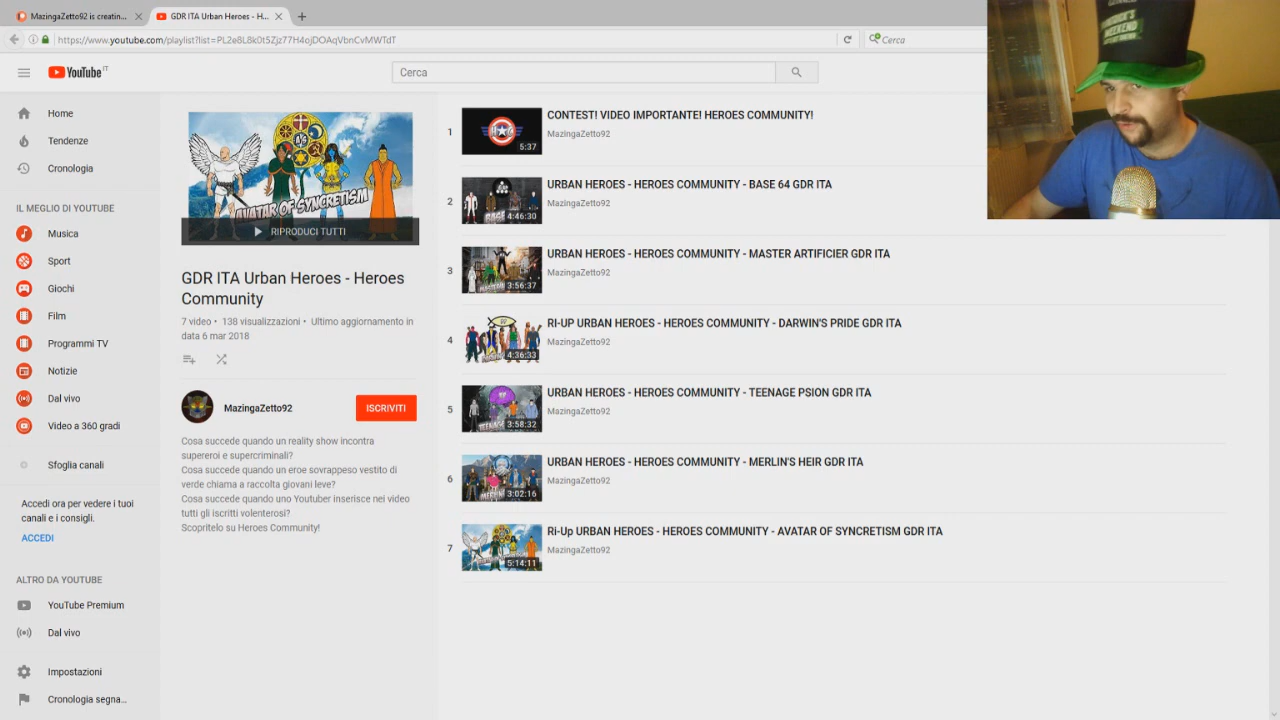 MazingaZetto92 is creatin...
GDR ITA Urban Heroes - H...
https://www.youtube.com/playlist?list=PL2e8L8k0t5Zjz77H4ojDOAqVbnCvMWTdT
Cerca
YouTube IT
Cerca
Home
Tendenze
Cronologia
IL MEGLIO DI YOUTUBE
Musica
Sport
Giochi
Film
Programmi TV
Notizie
Dal vivo
Video a 360 gradi
Sfoglia canali
Accedi ora per vedere i tuoi
canali e i consigli.
ACCEDI
ALTRO DA YOUTUBE
YouTube Premium
Dal vivo
Impostazioni
Cronologia segna...
AVATAR OF SYNCRETISM
RIPRODUCI TUTTI
GDR ITA Urban Heroes - Heroes
Community
7 video • 138 visualizzazioni • Ultimo aggiornamento in
data 6 mar 2018
MazingaZetto92
ISCRIVITI
Cosa succede quando un reality show incontra
supereroi e supercriminali?
Cosa succede quando un eroe sovrappeso vestito di
verde chiama a raccolta giovani leve?
Cosa succede quando uno Youtuber inserisce nei video
tutti gli iscritti volenterosi?
Scopritelo su Heroes Community!
1
5:37
CONTEST! VIDEO IMPORTANTE! HEROES COMMUNITY!
MazingaZetto92
2
4:46:30
URBAN HEROES - HEROES COMMUNITY - BASE 64 GDR ITA
MazingaZetto92
3
3:56:37
URBAN HEROES - HEROES COMMUNITY - MASTER ARTIFICIER GDR ITA
MazingaZetto92
4
4:36:33
RI-UP URBAN HEROES - HEROES COMMUNITY - DARWIN'S PRIDE GDR ITA
MazingaZetto92
5
3:58:32
URBAN HEROES - HEROES COMMUNITY - TEENAGE PSION GDR ITA
MazingaZetto92
6
3:02:16
URBAN HEROES - HEROES COMMUNITY - MERLIN'S HEIR GDR ITA
MazingaZetto92
7
5:14:11
Ri-Up URBAN HEROES - HEROES COMMUNITY - AVATAR OF SYNCRETISM GDR ITA
MazingaZetto92
WEEKEND